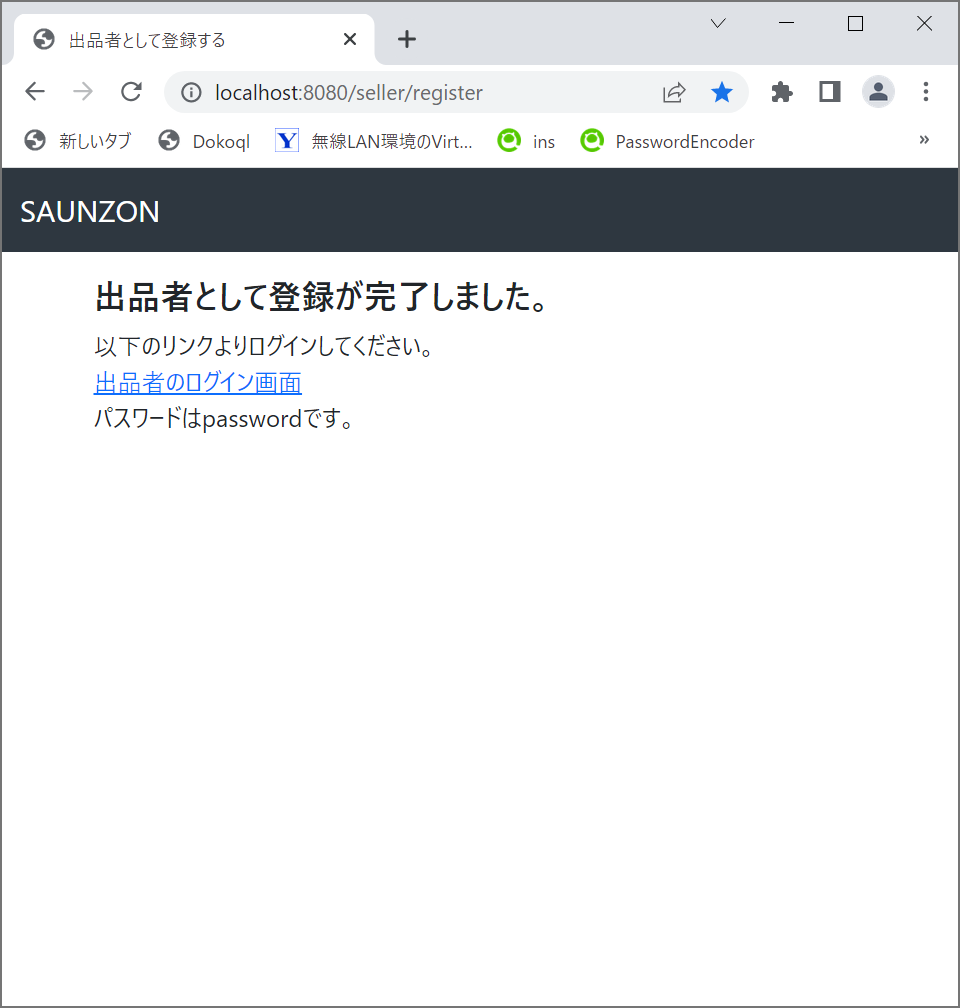 出品者として登録する
localhost:8080/seller/register
新しいタブ
Dokoql
Y
無線LAN環境のVirt...
ins
PasswordEncoder
»
SAUNZON
出品者として登録が完了しました。
以下のリンクよりログインしてください。
出品者のログイン画面
パスワードはpasswordです。